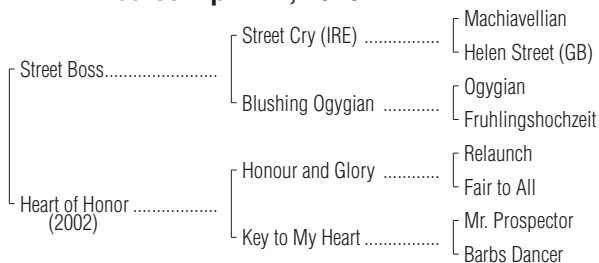 Machiavellian
Street Cry (IRE) ..............
Helen Street (GB)
Street Boss.......................
Ogygian
Blushing Ogygian ............
Fruhlingshochzeit
Relaunch
Honour and Glory ............
Fair to All
Heart of Honor .................
(2002)
Mr. Prospector
Key to My Heart ................
Barbs Dancer